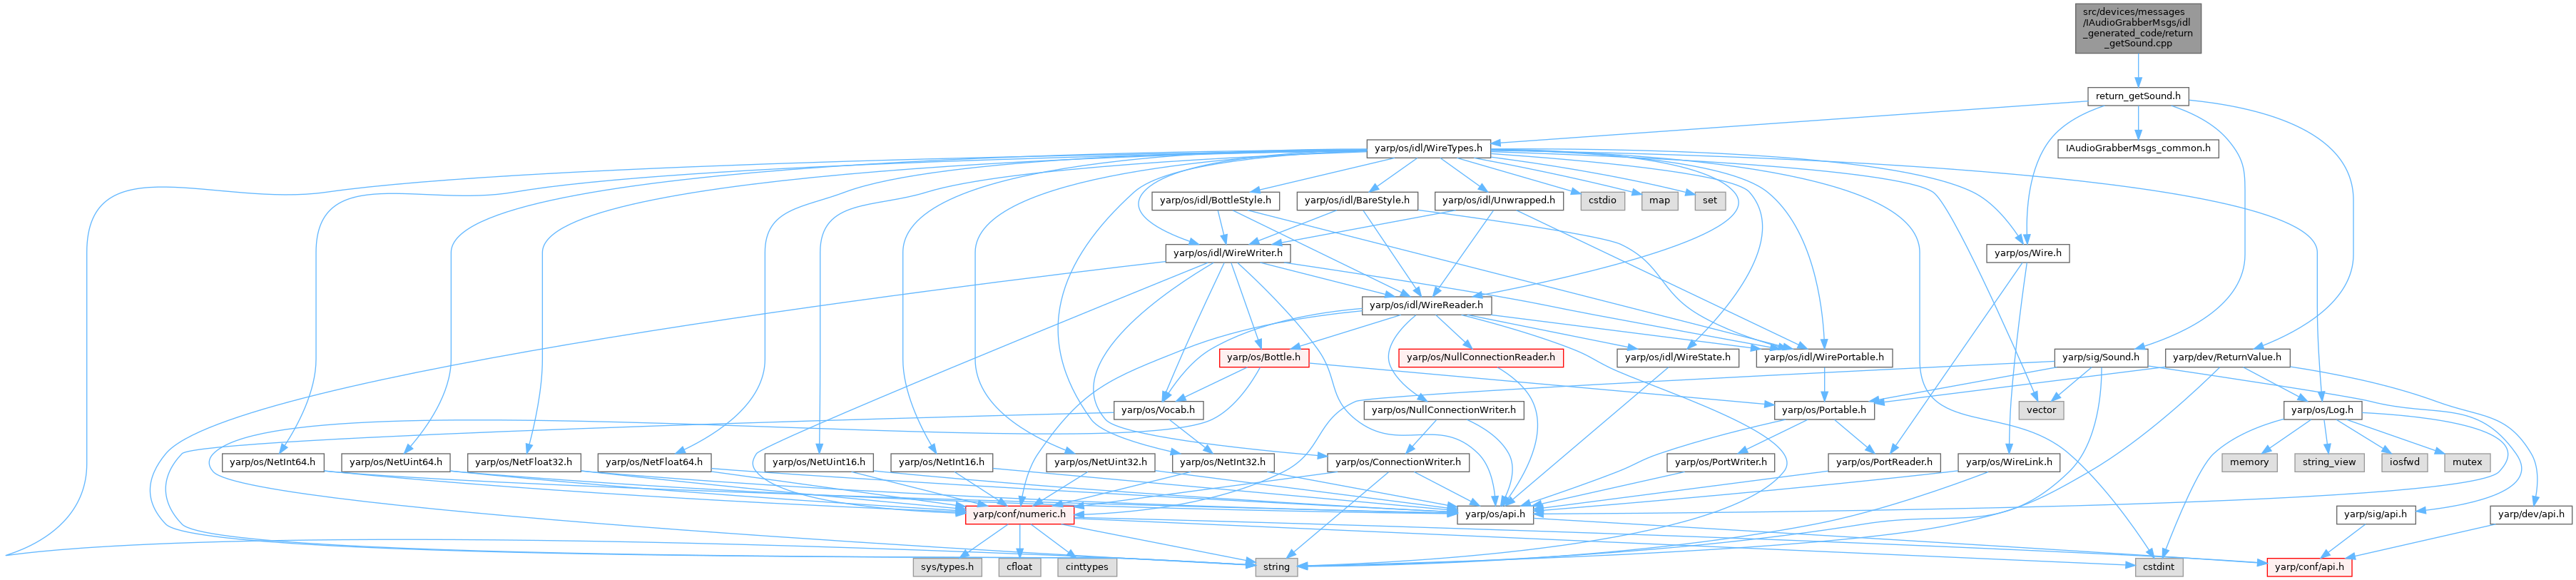 src/devices/messages
/IAudioGrabberMsgs/idl
_generated_code/return
_getSound.cpp
return_getSound.h
yarp/os/idl/WireTypes.h
IAudioGrabberMsgs_common.h
yarp/os/idl/BottleStyle.h
yarp/os/idl/BareStyle.h
yarp/os/idl/Unwrapped.h
cstdio
map
set
yarp/os/idl/WireWriter.h
yarp/os/Wire.h
yarp/os/idl/WireReader.h
yarp/os/Bottle.h
yarp/os/NullConnectionReader.h
yarp/os/idl/WireState.h
yarp/os/idl/WirePortable.h
yarp/sig/Sound.h
yarp/dev/ReturnValue.h
yarp/os/Vocab.h
yarp/os/NullConnectionWriter.h
yarp/os/Portable.h
vector
yarp/os/Log.h
yarp/os/NetInt64.h
yarp/os/NetUint64.h
yarp/os/NetFloat32.h
yarp/os/NetFloat64.h
yarp/os/NetUint16.h
yarp/os/NetInt16.h
yarp/os/NetUint32.h
yarp/os/NetInt32.h
yarp/os/ConnectionWriter.h
yarp/os/PortWriter.h
yarp/os/PortReader.h
yarp/os/WireLink.h
memory
string_view
iosfwd
mutex
yarp/conf/numeric.h
yarp/os/api.h
yarp/sig/api.h
yarp/dev/api.h
sys/types.h
cfloat
cinttypes
string
cstdint
yarp/conf/api.h